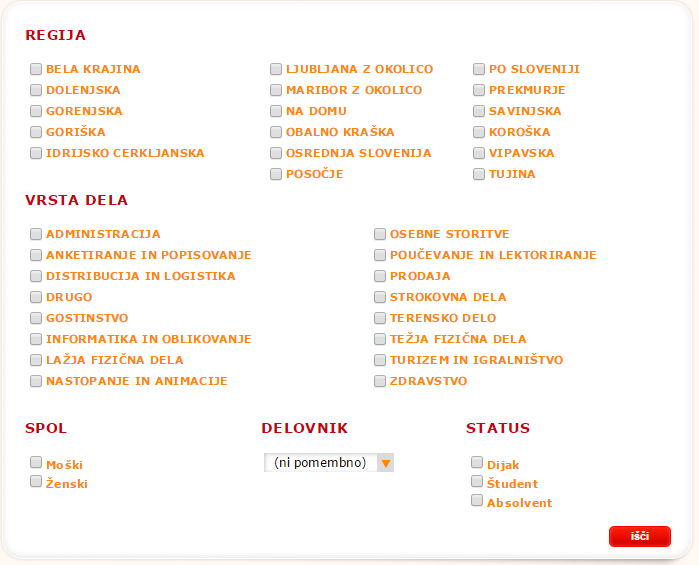 REGIJA
BELA KRAJINA
DOLENJSKA
GORENJSKA
GORIŠKA
IDRIJSKO CERKLJANSKA
LJUBLJANA Z OKOLICO
MARIBOR Z OKOLICO
NA DOMU
OBALNO KRAŠKA
OSREDNJA SLOVENIJA
POSOČJE
PO SLOVENIJI
PREKMURJE
SAVINJSKA
KOROŠKA
VIPAVSKA
TUJINA
VRSTA DELA
ADMINISTRACIJA
ANKETIRANJE IN POPISOVANJE
DISTRIBUCIJA IN LOGISTIKA
DRUGO
GOSTINSTVO
INFORMATIKA IN OBLIKOVANJE
LAŽJA FIZIČNA DELA
NASTOPANJE IN ANIMACIJE
OSEBNE STORITVE
POUČEVANJE IN LEKTORIRANJE
PRODAJA
STROKOVNA DELA
TERENSKO DELO
TEŽJA FIZIČNA DELA
TURIZEM IN IGRALNIŠTVO
ZDRAVSTVO
SPOL
Moški
Ženski
DELOVNIK
(ni pomembno)
STATUS
Dijak
Študent
Absolvent
išči